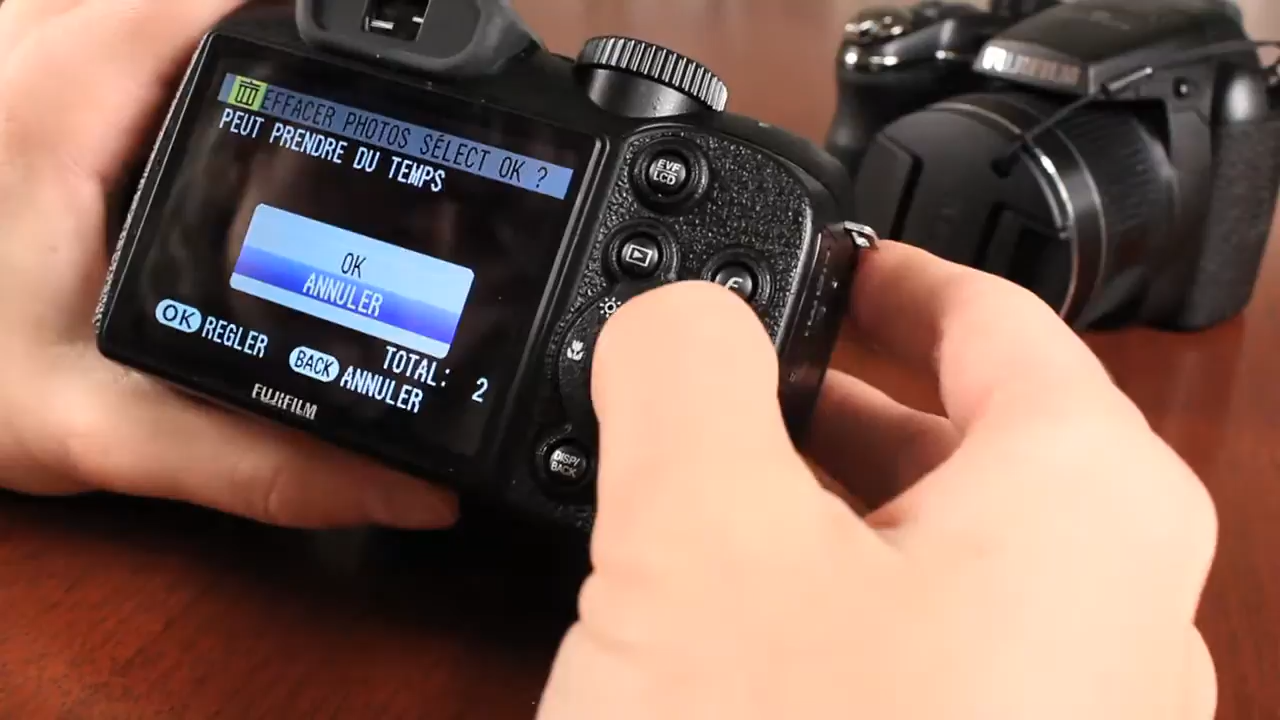 EFFACER PHOTOS SÉLECT OK ?
PEUT PRENDRE DU TEMPS
OK
ANNULER
OK REGLER
TOTAL: 2
BACK ANNULER
FUJIFILM
EVF
LCD
DISP/
BACK
FUJIFILM